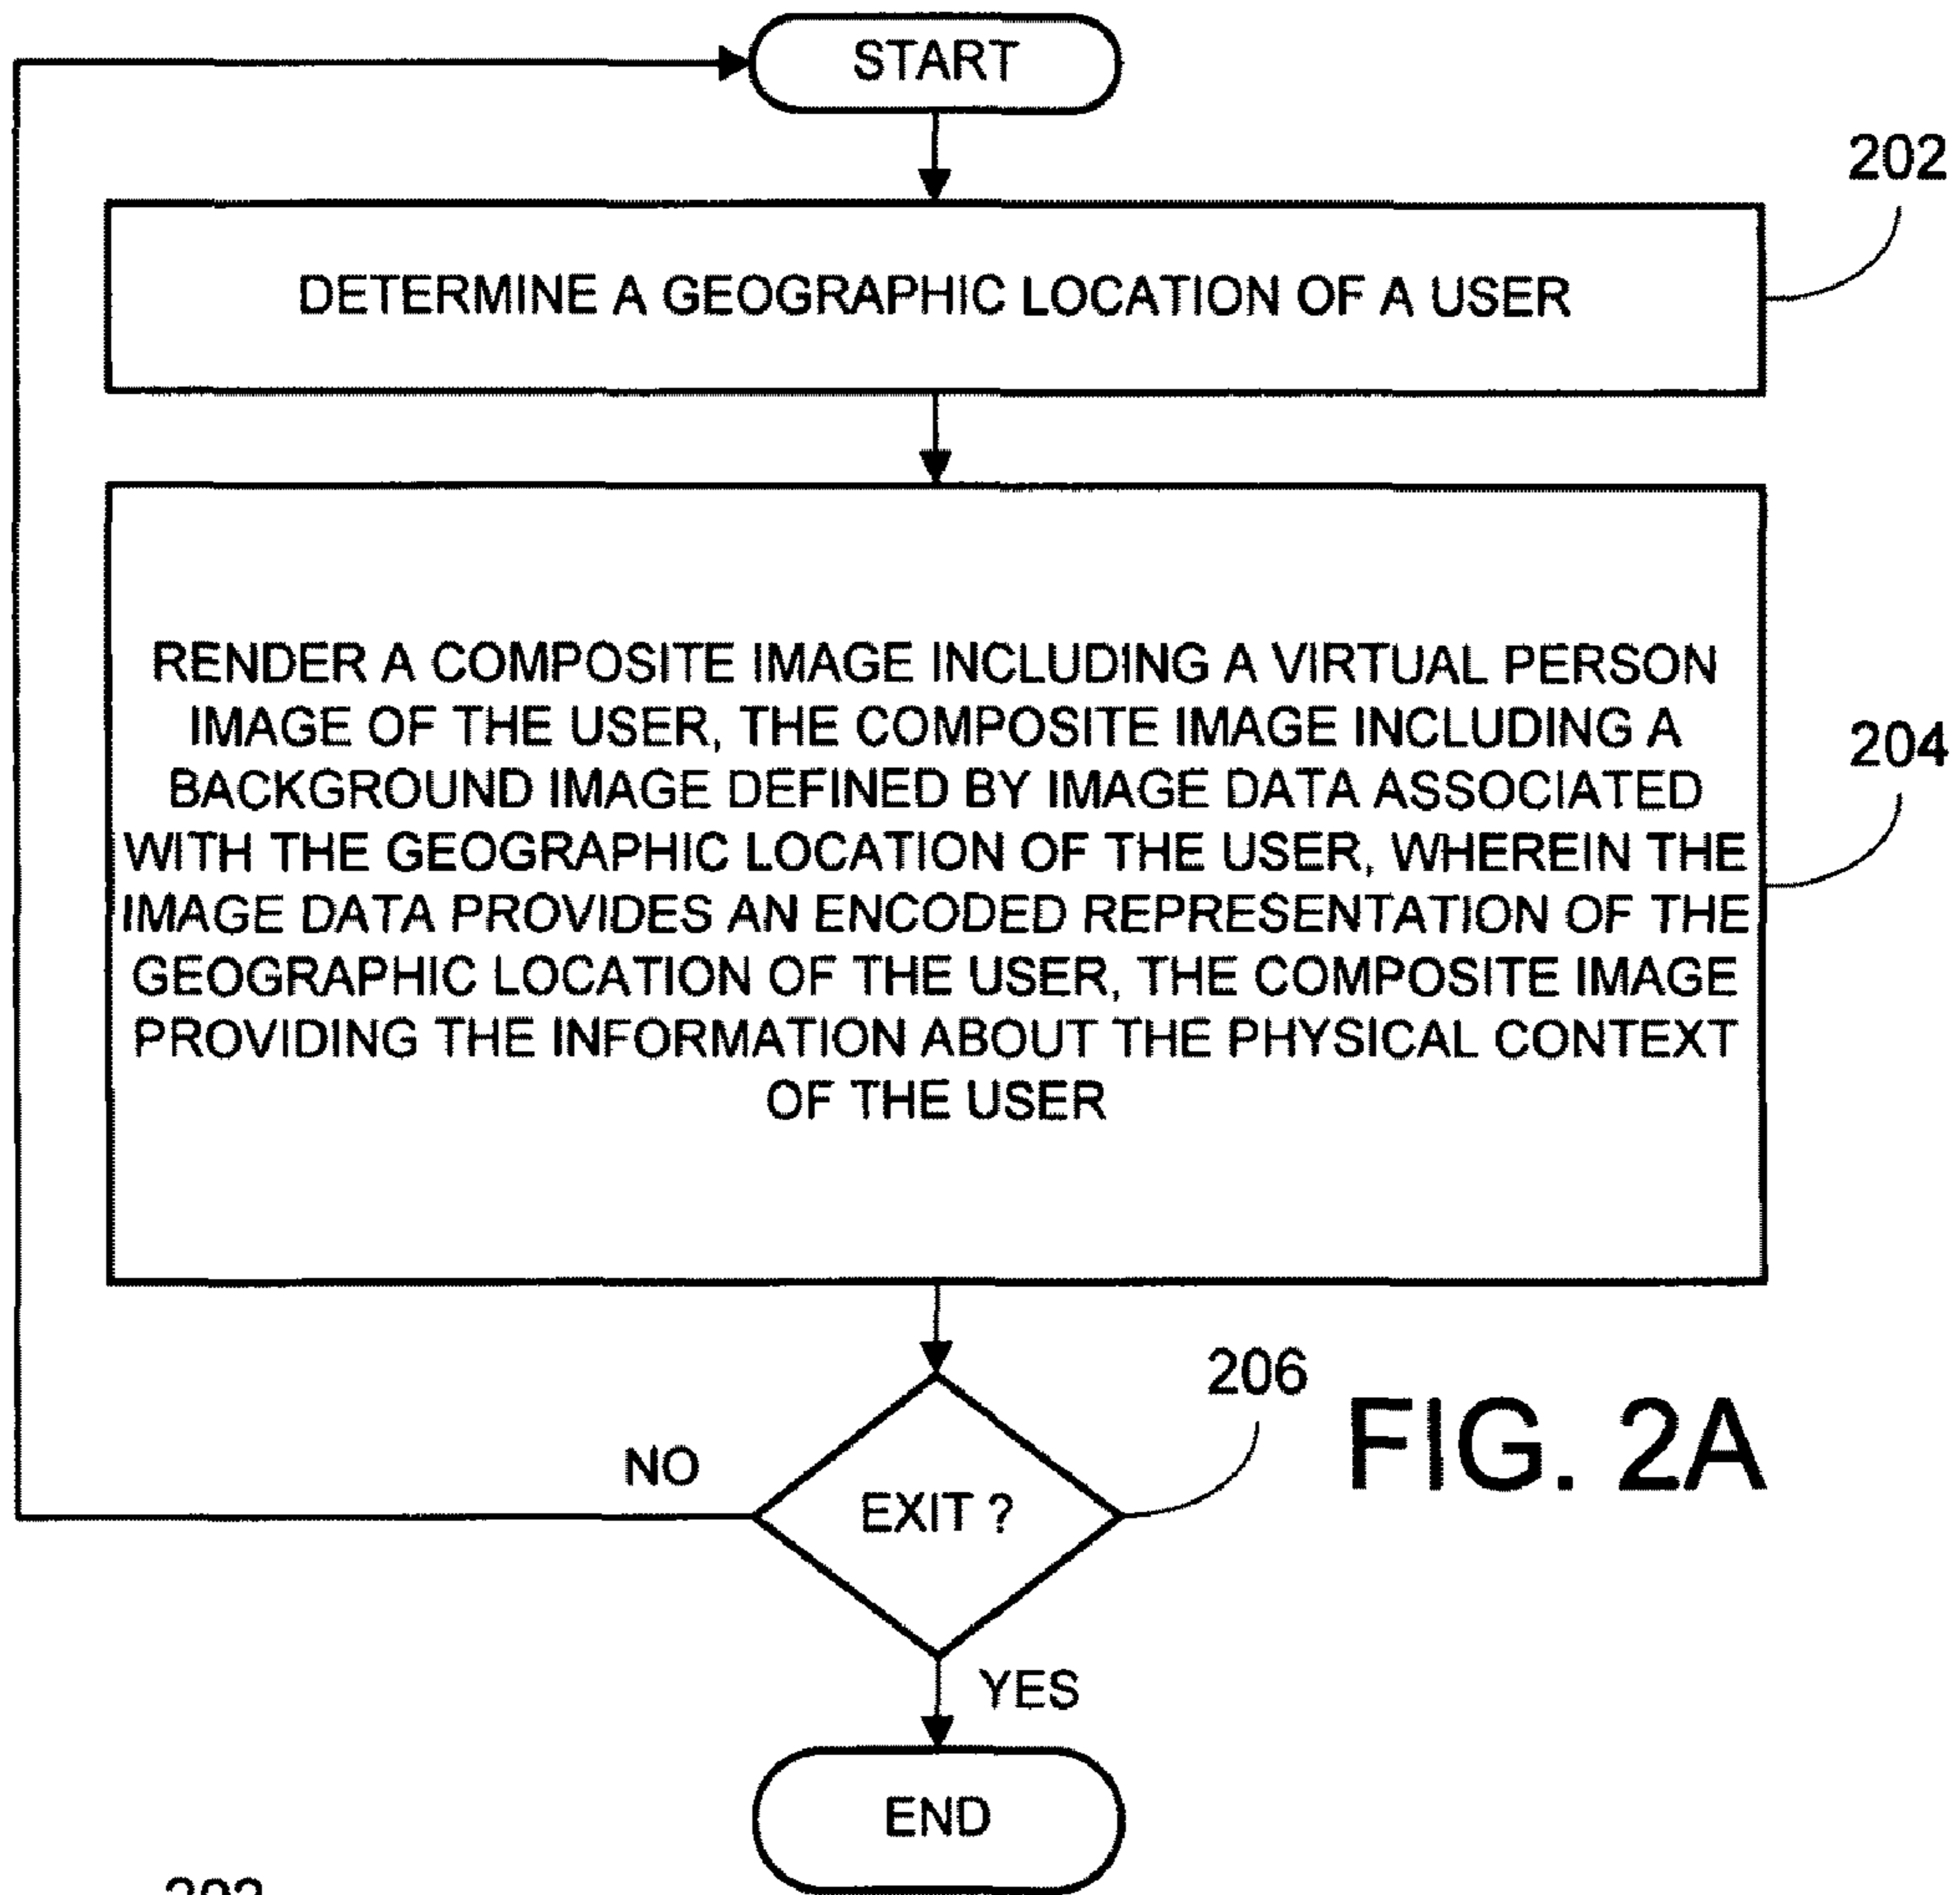 START
202
DETERMINE A GEOGRAPHIC LOCATION OF A USER
RENDER A COMPOSITE IMAGE INCLUDING A VIRTUAL PERSON
IMAGE OF THE USER, THE COMPOSITE IMAGE INCLUDING A
BACKGROUND IMAGE DEFINED BY IMAGE DATA ASSOCIATED
WITH THE GEOGRAPHIC LOCATION OF THE USER, WHEREIN THE
IMAGE DATA PROVIDES AN ENCODED REPRESENTATION OF THE
GEOGRAPHIC LOCATION OF THE USER, THE COMPOSITE IMAGE
PROVIDING THE INFORMATION ABOUT THE PHYSICAL CONTEXT
OF THE USER
204
206
FIG. 2A
NO
EXIT ?
YES
END